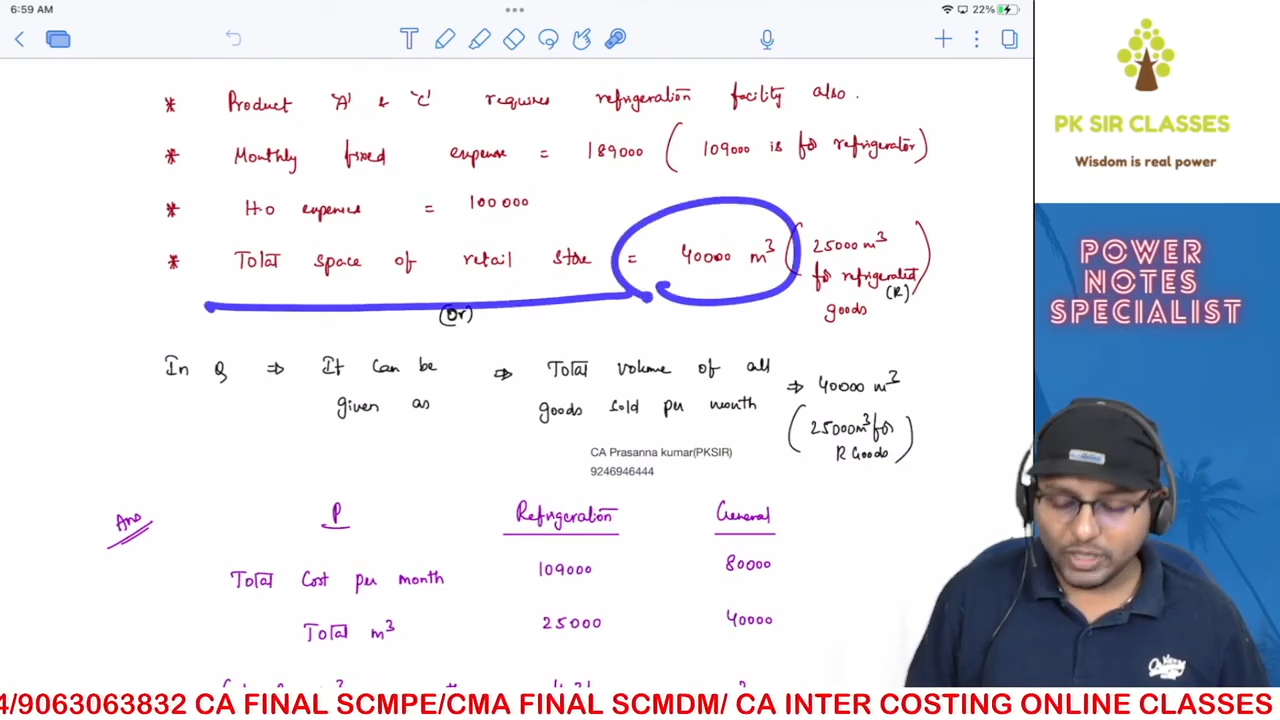 6:59 AM
22%
PK SIR CLASSES
Wisdom is real power
* Product 'A' & 'C' requires refrigeration facility also.
* Monthly fixed expense = 189000 (109000 is for refrigerator)
* H.O expenses = 100000
* Total space of retail store = 40000 m³ (25000 m³ for refrigerated (R) goods)
(Or)
POWER
NOTES
SPECIALIST
In Q ⇒ It can be given as ⇒ Total volume of all goods sold per month ⇒ 40000 m³
(25000m³ for R Goods)
CA Prasanna kumar(PKSIR)
9246946444
Ans
P Refrigeration General
Total Cost per month 109000 80000
Total m³ 25000 40000
4/9063063832 CA FINAL SCMPE/CMA FINAL SCMDM/ CA INTER COSTING ONLINE CLASSES